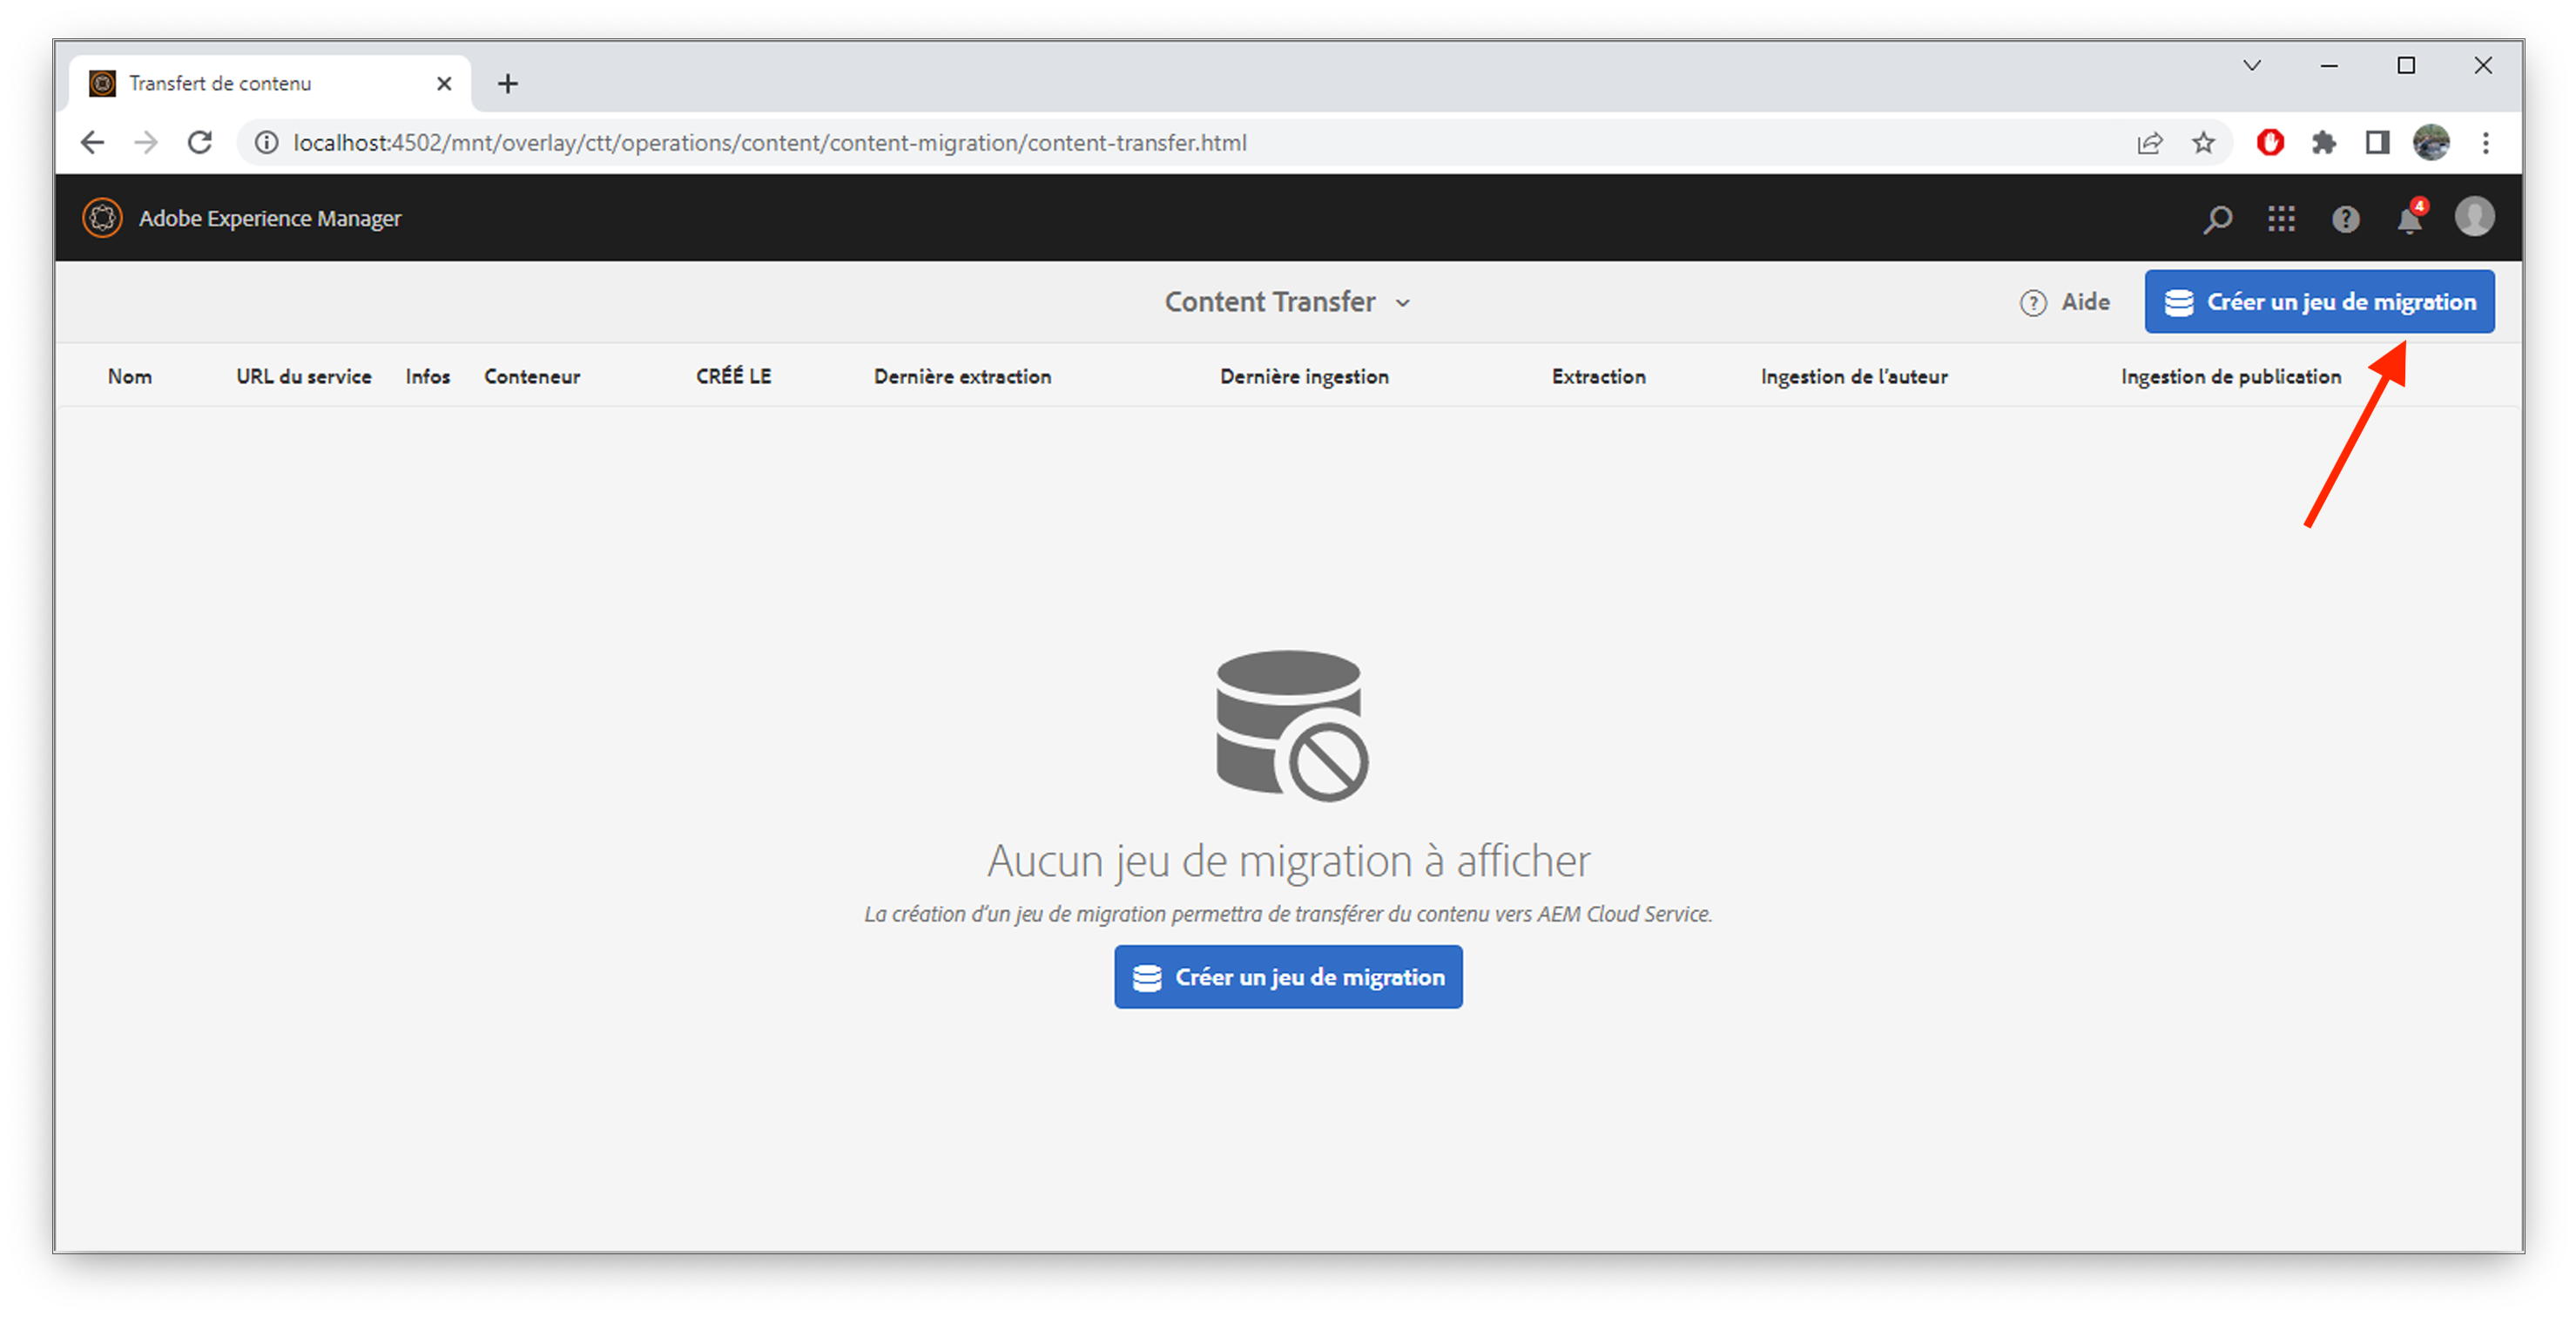 Transfert de contenu
localhost:4502/mnt/overlay/ctt/operations/content/content-migration/content-transfer.html
Adobe Experience Manager
4
Content Transfer
Aide
Créer un jeu de migration
Nom URL du service Infos Conteneur CRÉÉ LE Dernière extraction Dernière ingestion Extraction Ingestion de l'auteur Ingestion de publication
Aucun jeu de migration à afficher
La création d'un jeu de migration permettra de transférer du contenu vers AEM Cloud Service.
Créer un jeu de migration